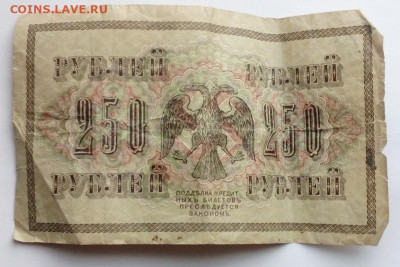 COINS.LAVE.RU
РУБЛЕЙ РУБЛЕЙ
250 250
РУБЛЕЙ РУБЛЕЙ
ПОДДѢЛКА КРЕДИТ
НЫХЪ БИЛЕТОВЪ
ПРЕСЛѢДУЕТСЯ
ЗАКОНОМЪ.